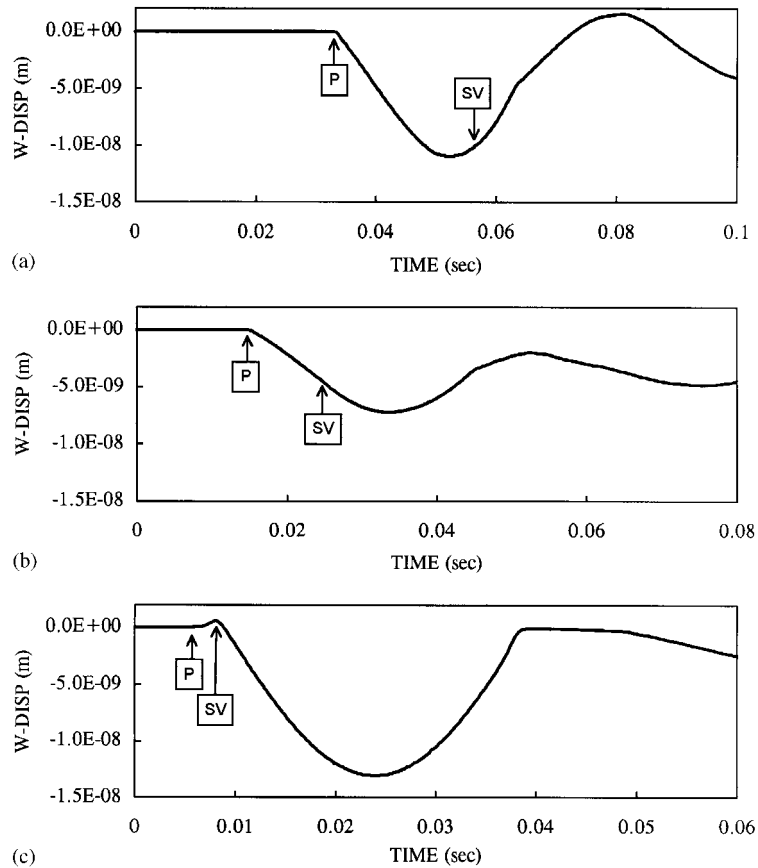 0.0E+00
-5.0E-09
-1.0E-08
-1.5E-08
W-DISP (m)
P
SV
0 0.02 0.04 0.06 0.08 0.1
TIME (sec)
(a)
0.0E+00
-5.0E-09
-1.0E-08
-1.5E-08
W-DISP (m)
P
SV
0 0.02 0.04 0.06 0.08
TIME (sec)
(b)
0.0E+00
-5.0E-09
-1.0E-08
-1.5E-08
W-DISP (m)
P
SV
0 0.01 0.02 0.03 0.04 0.05 0.06
TIME (sec)
(c)